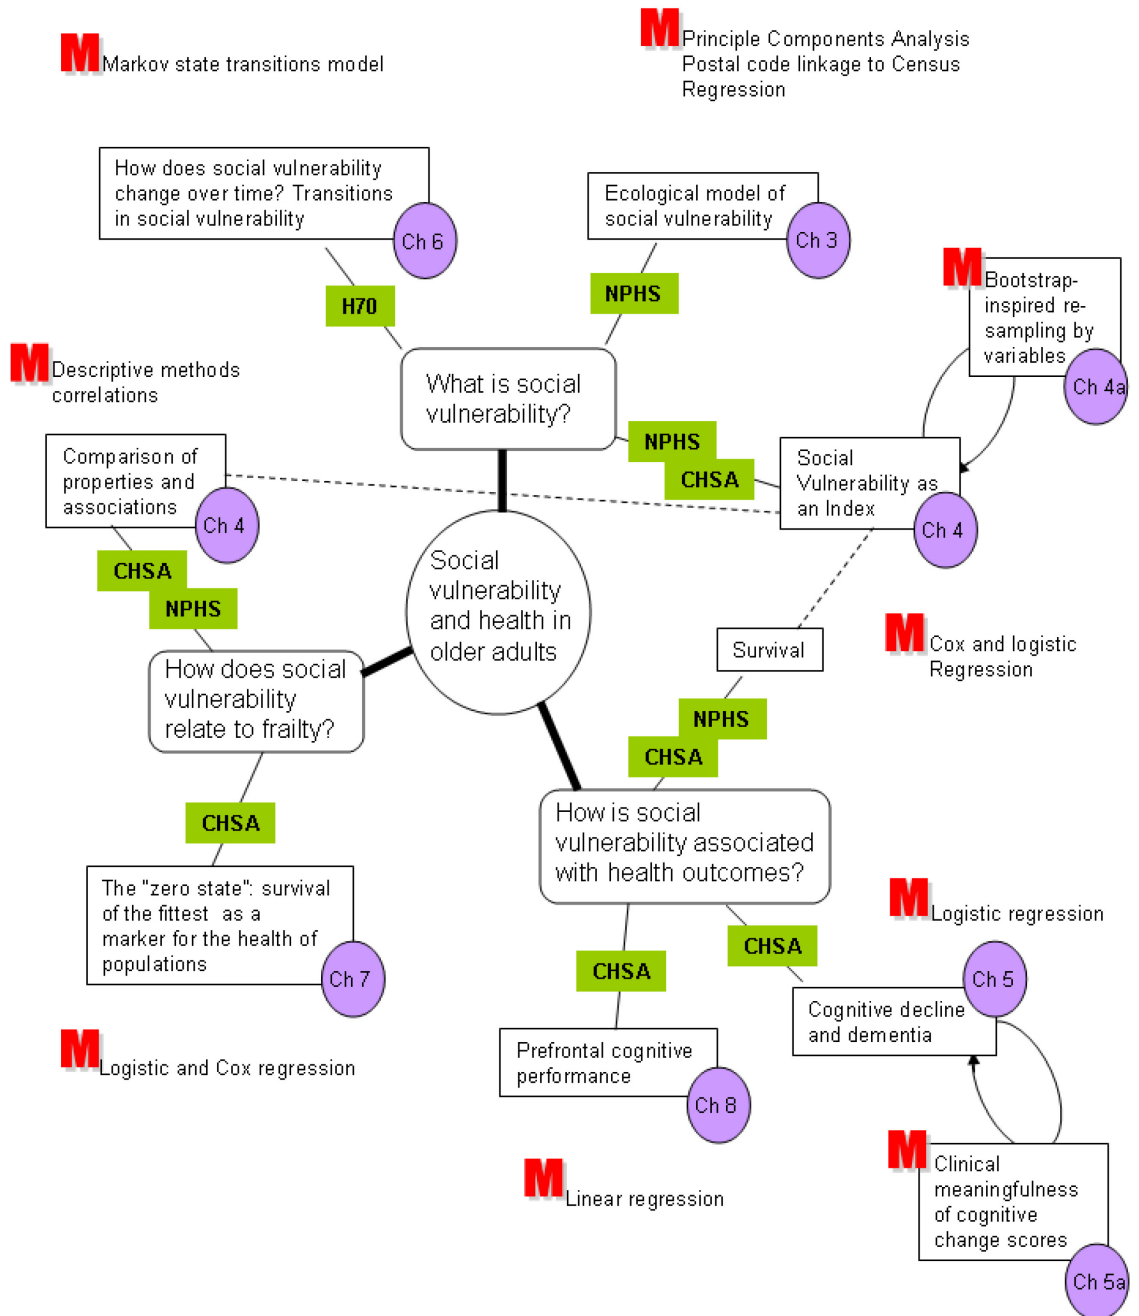 M
Markov state transitions model
M
Principle Components Analysis
Postal code linkage to Census
Regression
How does social vulnerability
change over time? Transitions
in social vulnerability
Ch 6
Ecological model of
social vulnerability
Ch 3
H70
NPHS
M
Bootstrap-
inspired re-
sampling by
variables
Ch 4a
M
Descriptive methods
correlations
What is social
vulnerability?
NPHS
CHSA
Social
Vulnerability as
an Index
Ch 4
Comparison of
properties and
associations
Ch 4
CHSA
NPHS
Social
vulnerability
and health in
older adults
M
Cox and logistic
Regression
Survival
How does social
vulnerability
relate to frailty?
NPHS
CHSA
CHSA
How is social
vulnerability associated
with health outcomes?
The "zero state": survival
of the fittest as a
marker for the health of
populations
Ch 7
M
Logistic regression
CHSA
CHSA
Ch 5
Cognitive decline
and dementia
M
Logistic and Cox regression
Prefrontal cognitive
performance
Ch 8
M
Linear regression
M
Clinical
meaningfulness
of cognitive
change scores
Ch 5a